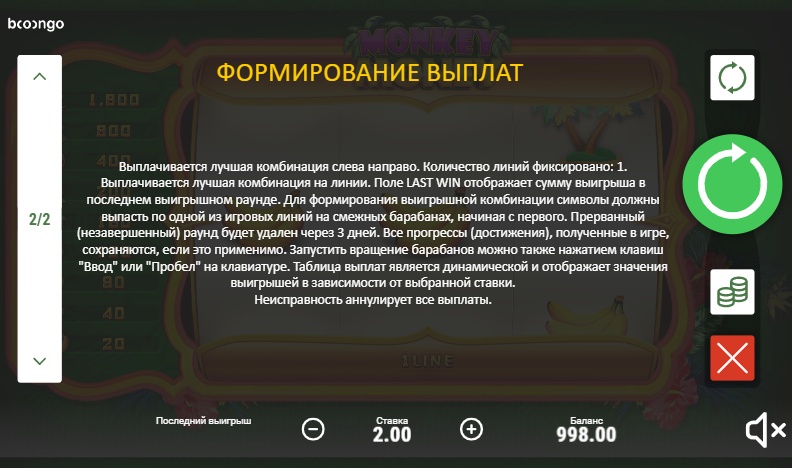 booongo
MONKEY
MONEY
ФОРМИРОВАНИЕ ВЫПЛАТ
1,800
800
400
Выплачивается лучшая комбинация слева направо. Количество линий фиксировано: 1.
Выплачивается лучшая комбинация на линии. Поле LAST WIN отображает сумму выигрыша в
последнем выигрышном раунде. Для формирования выигрышной комбинации символы должны
выпасть по одной из игровых линий на смежных барабанах, начиная с первого. Прерванный
(незавершенный) раунд будет удален через 3 дней. Все прогрессы (достижения), полученные в игре,
сохраняются, если это применимо. Запустить вращение барабанов можно также нажатием клавиш
"Ввод" или "Пробел" на клавиатуре. Таблица выплат является динамической и отображает значения
выигрышей в зависимости от выбранной ставки.
Неисправность аннулирует все выплаты.
2/2
80
40
20
1 LINE
Последний выигрыш
Ставка
2.00
Баланс
998.00